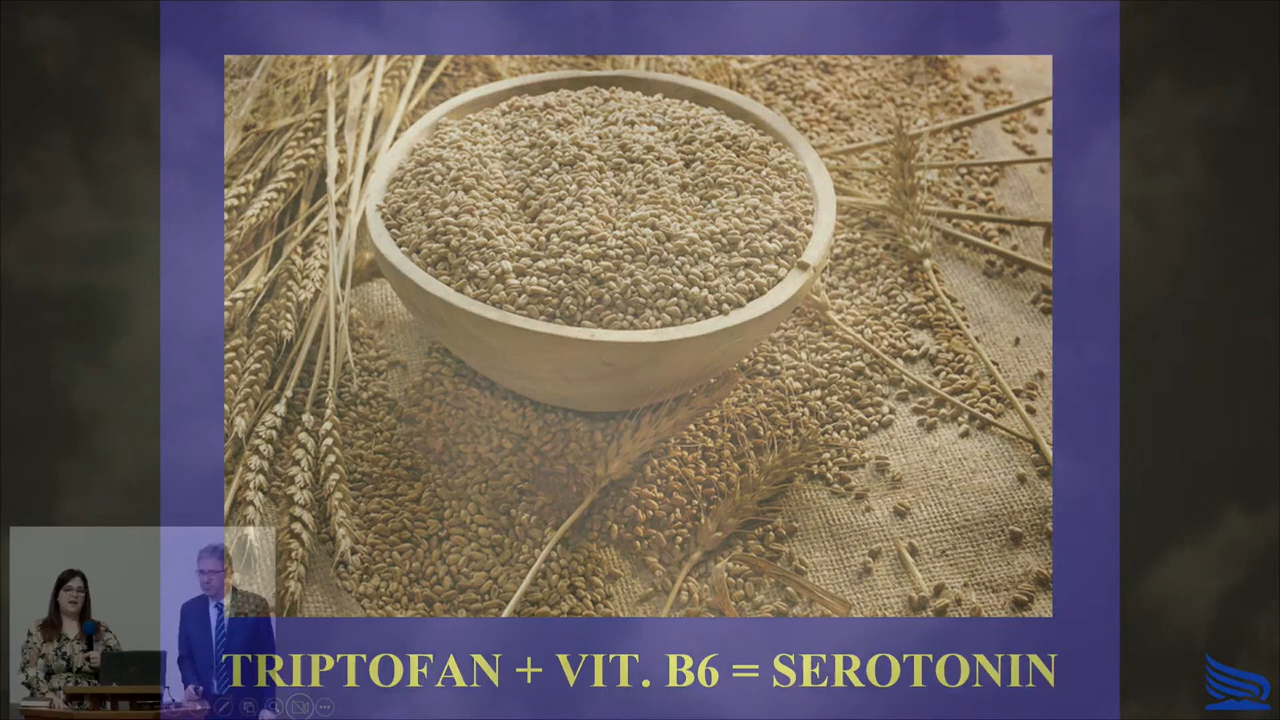 TRIPTOFAN + VIT. B6 = SEROTONIN